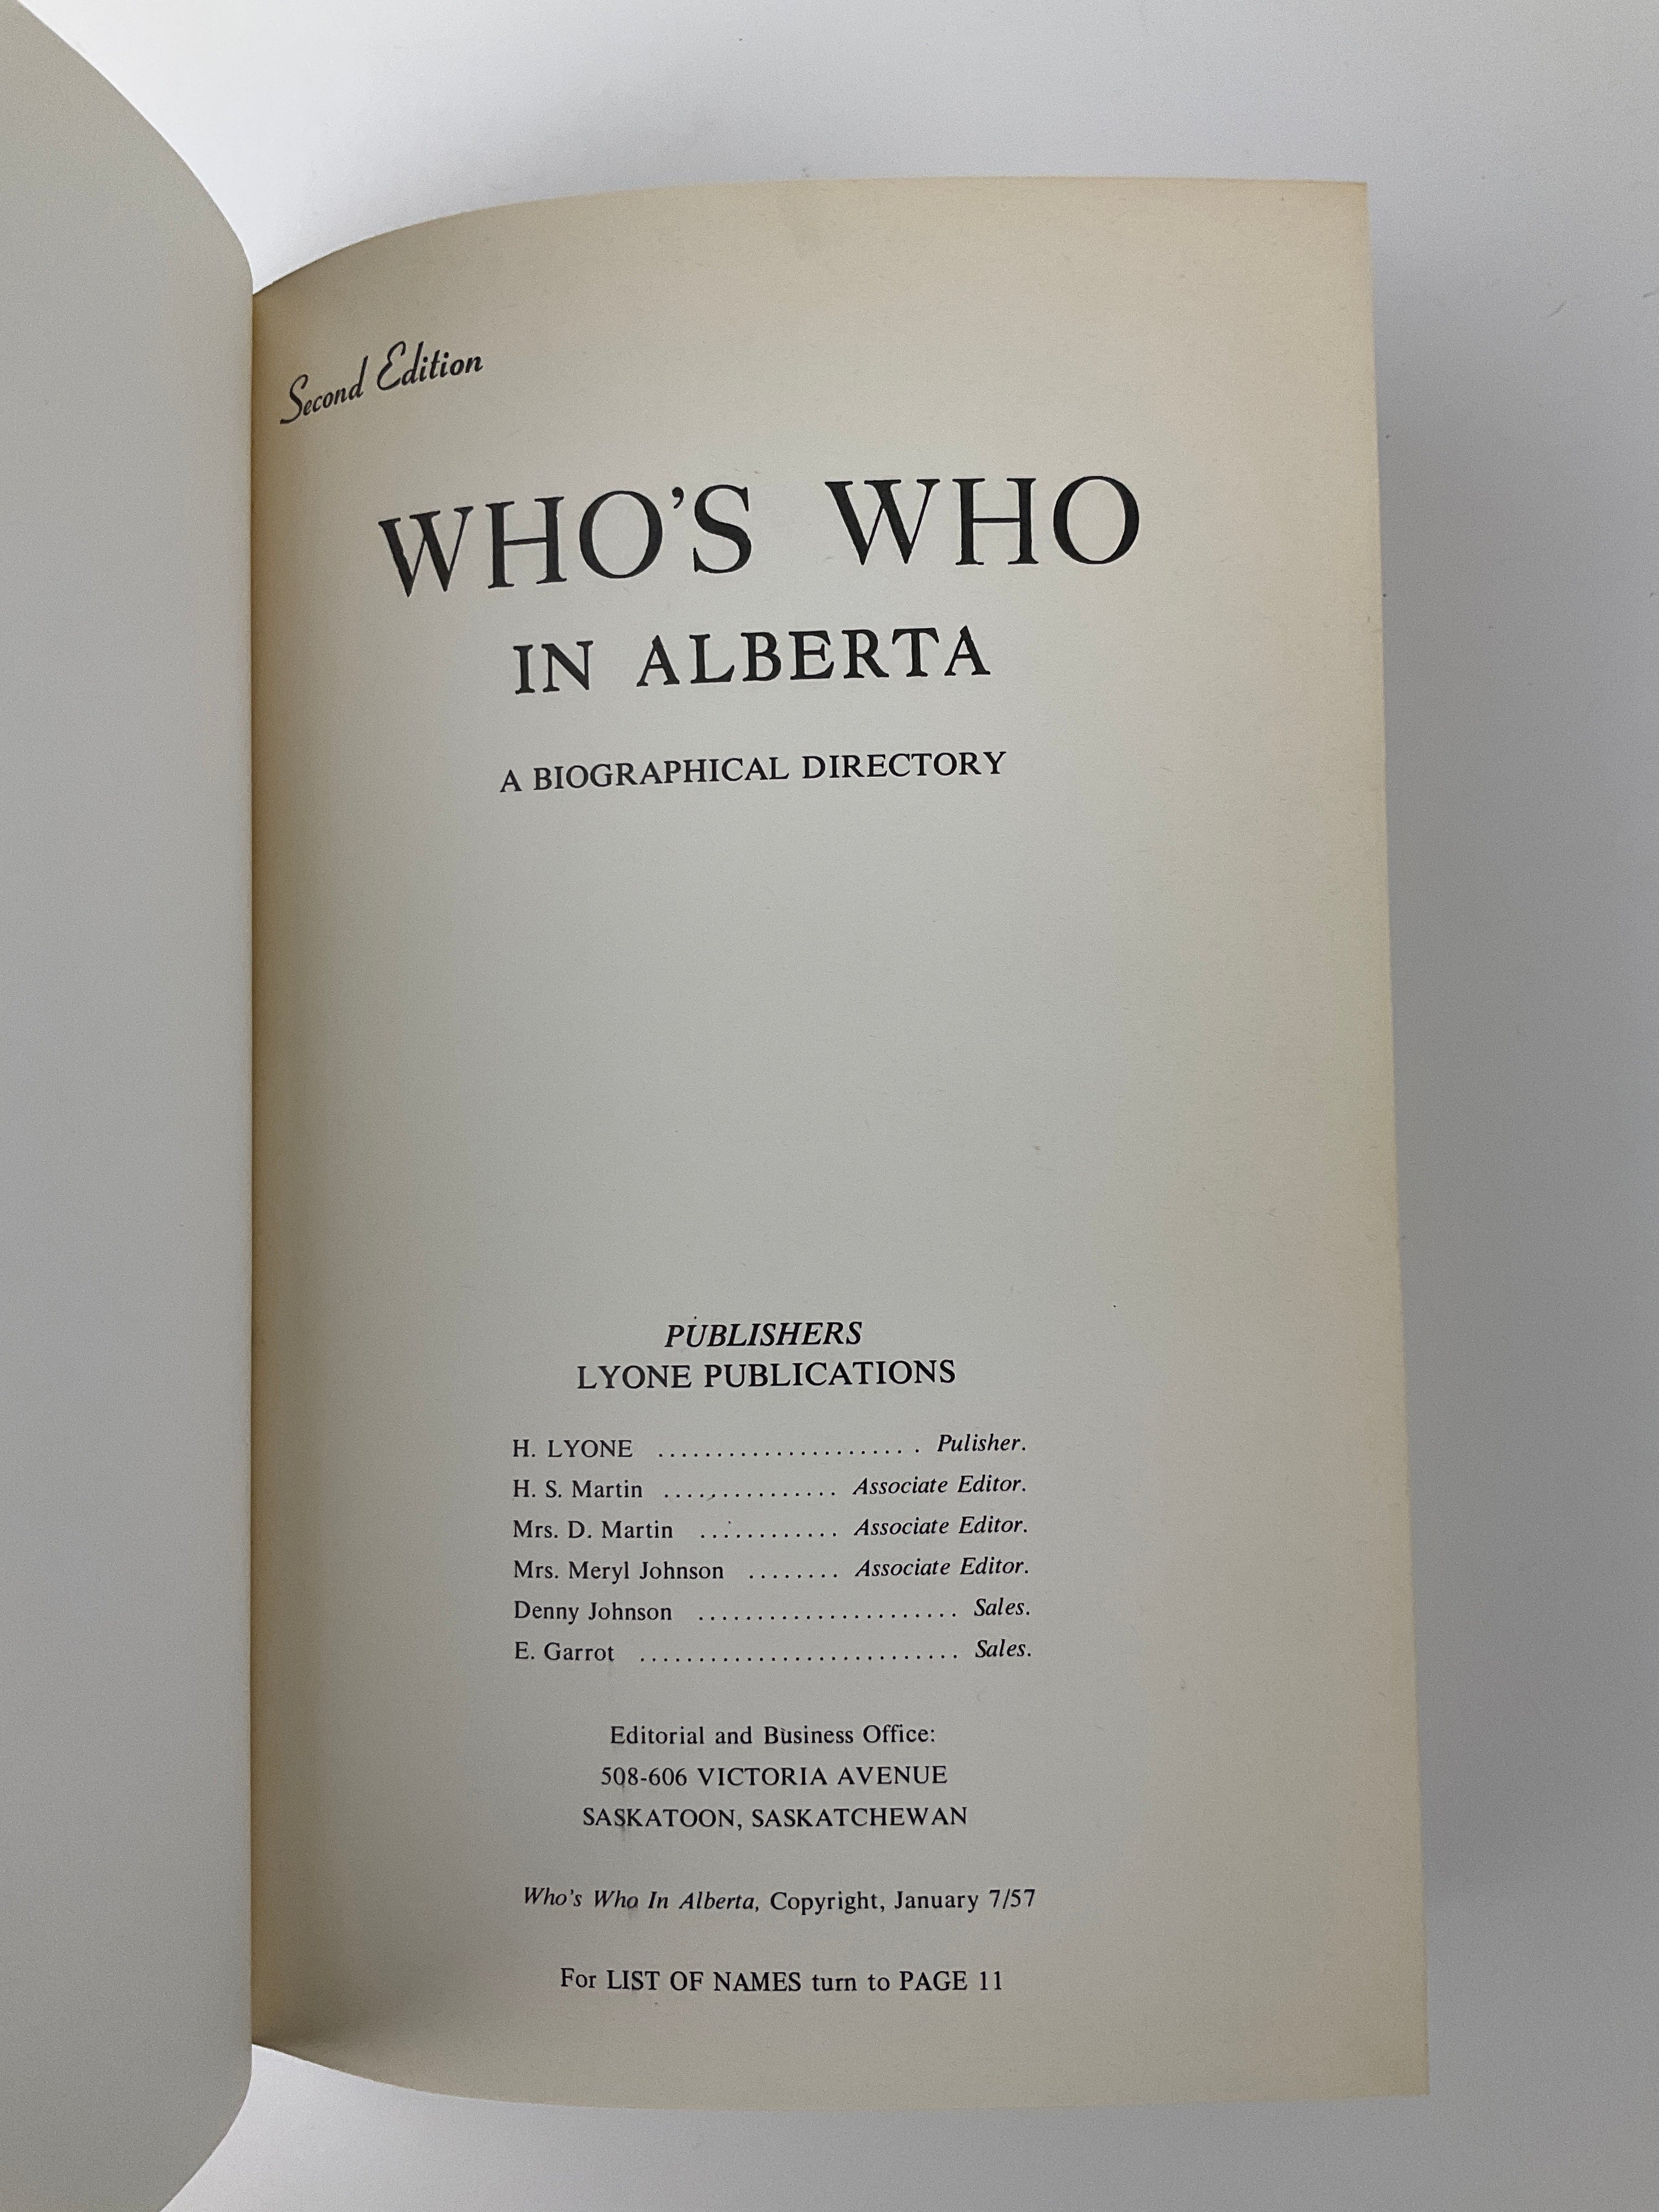 Second Edition
WHO'S WHO
IN ALBERTA
A BIOGRAPHICAL DIRECTORY
PUBLISHERS
LYONE PUBLICATIONS
H. LYONE ...................... Pulisher.
H. S. Martin ............... Associate Editor.
Mrs. D. Martin ............ Associate Editor.
Mrs. Meryl Johnson ........ Associate Editor.
Denny Johnson ...................... Sales.
E. Garrot ........................... Sales.
Editorial and Business Office:
508-606 VICTORIA AVENUE
SASKATOON, SASKATCHEWAN
Who's Who In Alberta, Copyright, January 7/57
For LIST OF NAMES turn to PAGE 11